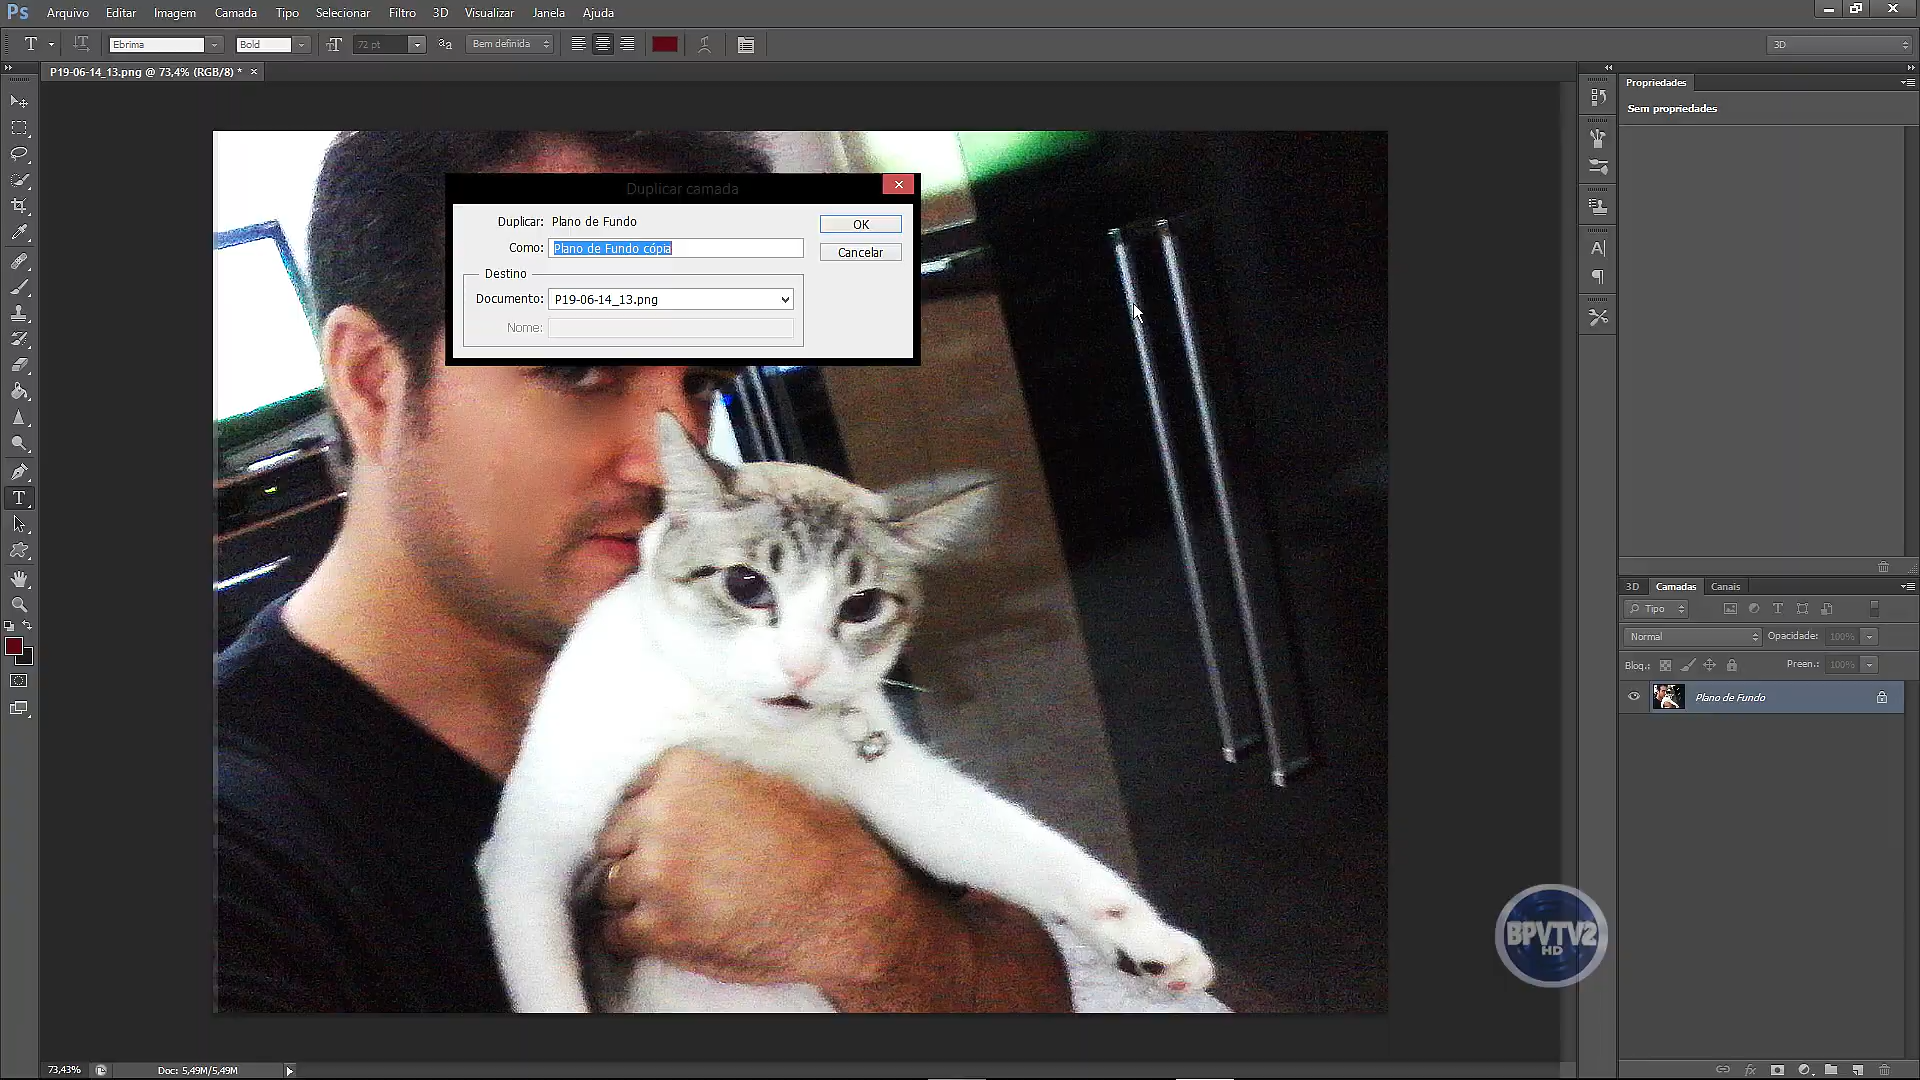 Ps Arquivo Editar Imagem Camada Tipo Selecionar Filtro 3D Visualizar Janela Ajuda
T Ebrima Bold 72 pt aa Bem definida 3D
P19-06-14_13.png @ 73,4% (RGB/8) * ×
Propriedades
Sem propriedades
Duplicar camada
Duplicar: Plano de Fundo
OK
Como: Plano de Fundo cópia
Cancelar
Destino
Documento: P19-06-14_13.png
Nome:
3D Camadas Canais
Tipo
Normal Opacidade: 100%
Bloq.: Preen.: 100%
Plano de Fundo
BPVTV2
HD
73,43% Doc: 5,49M/5,49M